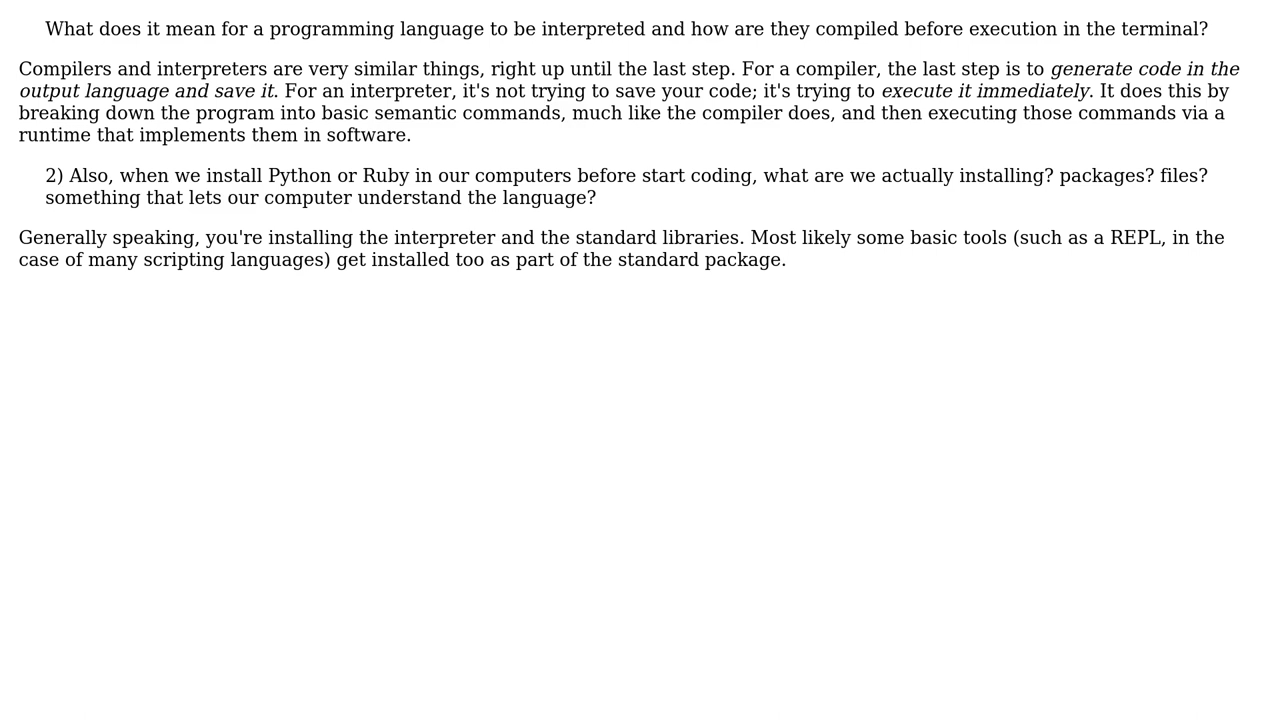 What does it mean for a programming language to be interpreted and how are they compiled before execution in the terminal?
Compilers and interpreters are very similar things, right up until the last step. For a compiler, the last step is to generate code in the
output language and save it. For an interpreter, it's not trying to save your code; it's trying to execute it immediately. It does this by
breaking down the program into basic semantic commands, much like the compiler does, and then executing those commands via a
runtime that implements them in software.
2) Also, when we install Python or Ruby in our computers before start coding, what are we actually installing? packages? files?
something that lets our computer understand the language?
Generally speaking, you're installing the interpreter and the standard libraries. Most likely some basic tools (such as a REPL, in the
case of many scripting languages) get installed too as part of the standard package.